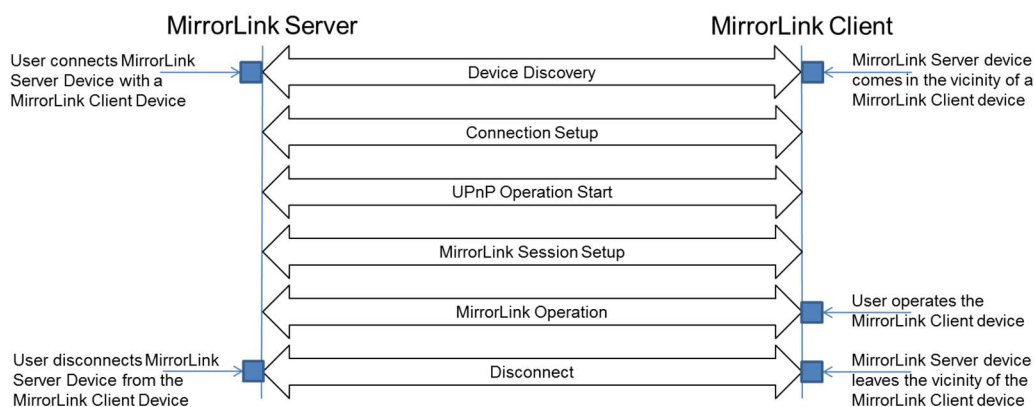 MirrorLink Server
MirrorLink Client
User connects MirrorLink
Server Device with a
MirrorLink Client Device
Device Discovery
MirrorLink Server device
comes in the vicinity of a
MirrorLink Client device
Connection Setup
UPnP Operation Start
MirrorLink Session Setup
MirrorLink Operation
User operates the
MirrorLink Client device
User disconnects MirrorLink
Server Device from the
MirrorLink Client Device
Disconnect
MirrorLink Server device
leaves the vicinity of the
MirrorLink Client device